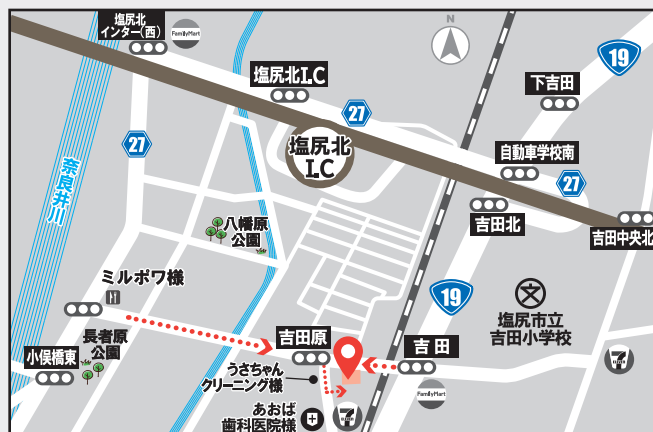 塩尻北
インター(西)
FamilyMart
N
19
塩尻北I.C
下吉田
27
塩尻北
I.C
27
自動車学校南
27
奈良井川
吉田北
吉田中央北
八幡原
公園
ミルポワ様
19
文
塩尻市立
吉田小学校
長者原
公園
吉田原
吉田
小俣橋東
うさちゃん
クリーニング様
7
FamilyMart
あおば
歯科医院様
7